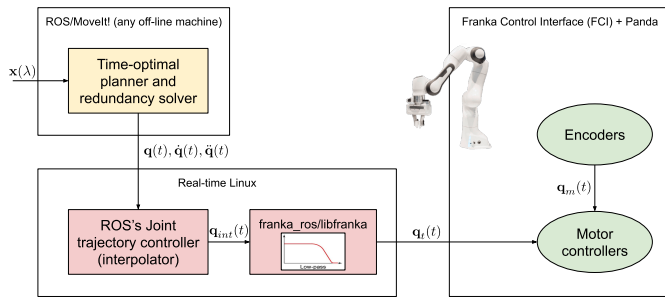 ROS/MoveIt! (any off-line machine)
x(λ)
Time-optimal
planner and
redundancy solver
q(t), q̇(t), q̈(t)
Real-time Linux
ROS's Joint
trajectory controller
(interpolator)
q_int(t)
franka_ros/libfranka
Low-pass
q_t(t)
Franka Control Interface (FCI) + Panda
Encoders
q_m(t)
Motor
controllers